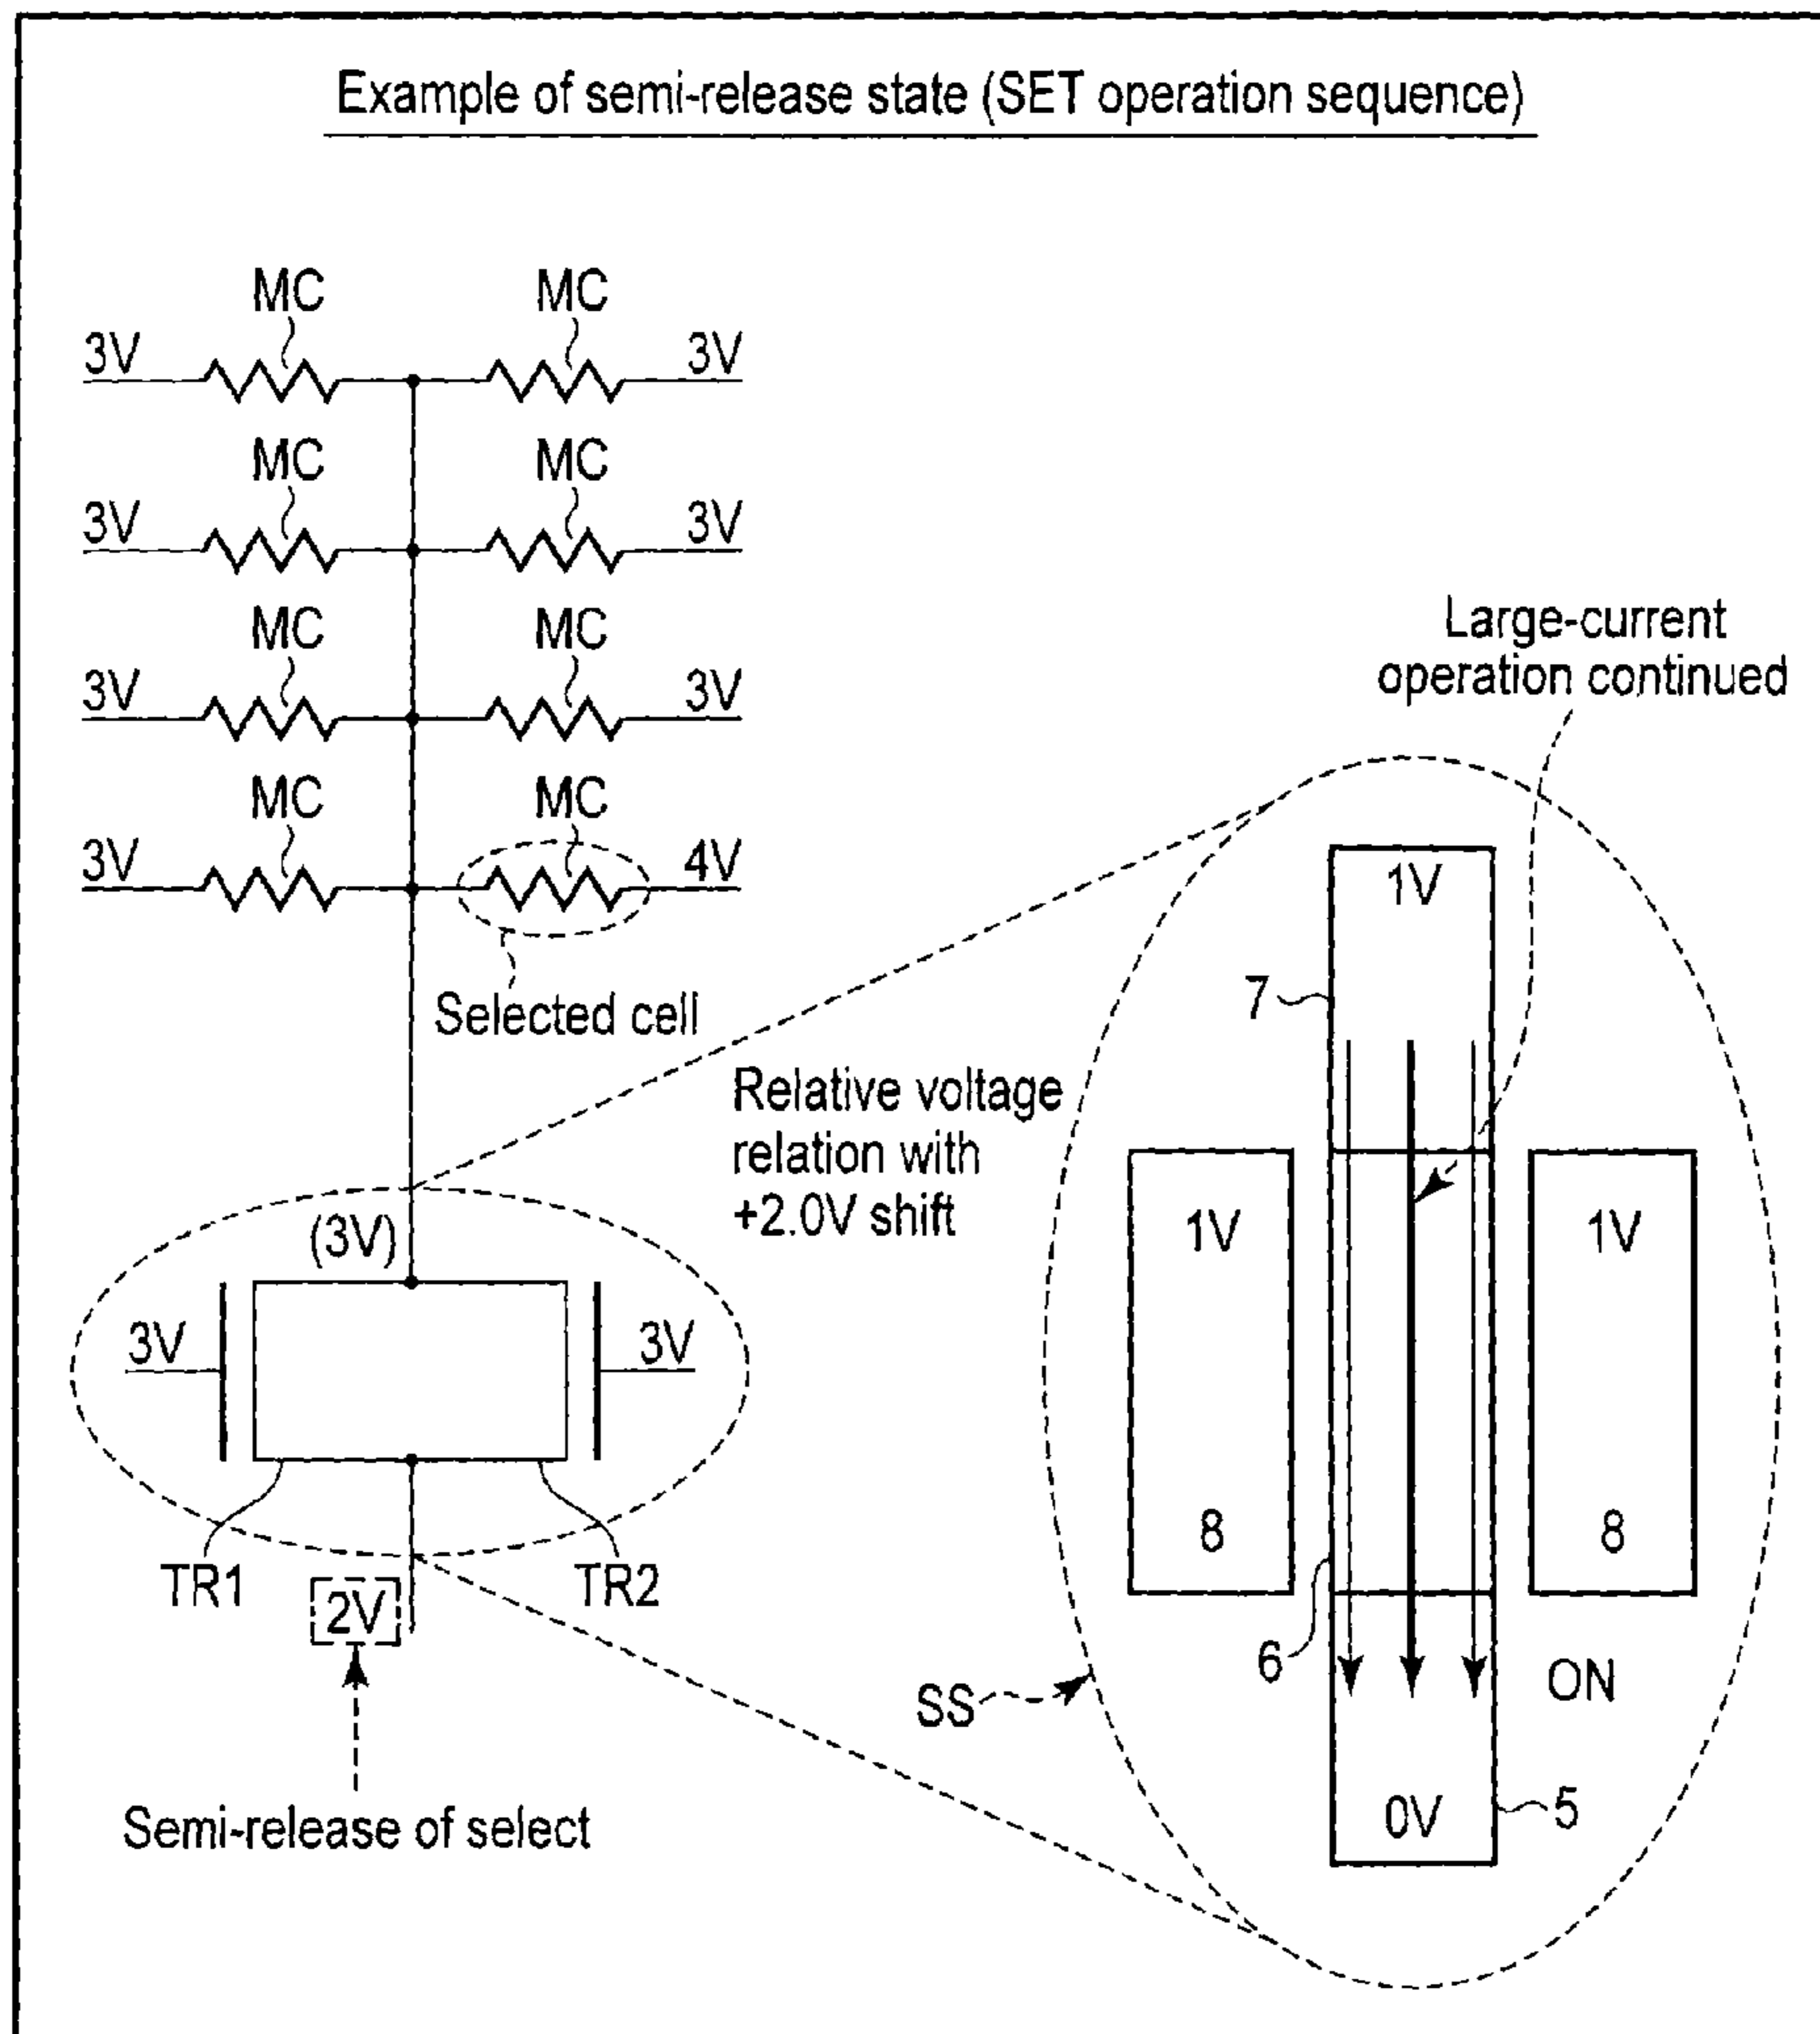 Example of semi-release state (SET operation sequence)
MC MC
3V 3V
MC MC
3V 3V
MC MC
3V 3V
MC MC
3V 4V
Selected cell
Large-current
operation continued
Relative voltage
relation with
+2.0V shift
(3V)
3V 3V
TR1 TR2
2V
Semi-release of select
1V
7
1V 1V
8 8
6
ON
SS
0V
5